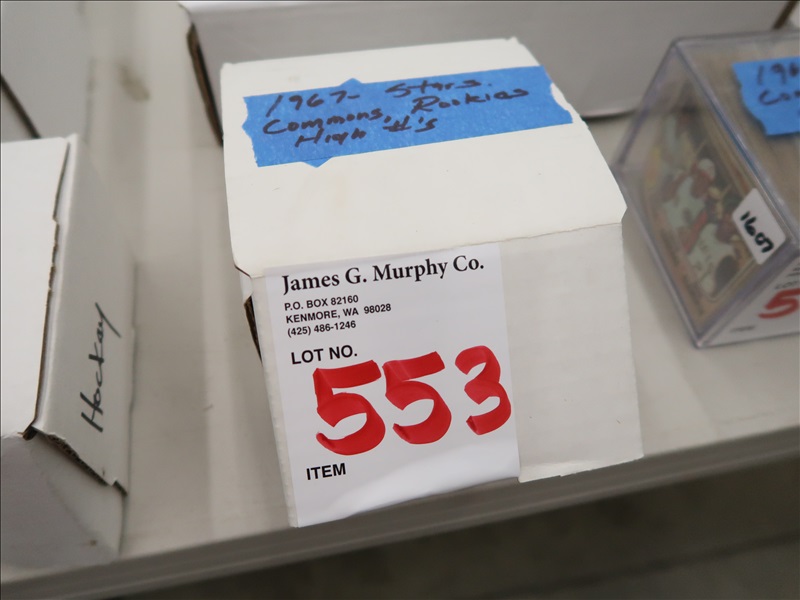 1967- Stars.
Commons, Rookies
High #'s
James G. Murphy Co.
P.O. BOX 82160
KENMORE, WA 98028
(425) 486-1246
LOT NO.
553
ITEM
Hockey
1607